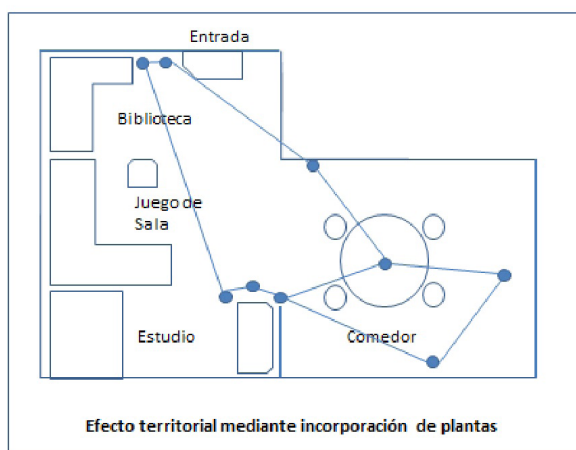 Entrada
Biblioteca
Juego de
Sala
Estudio
Comedor
Efecto territorial mediante incorporación de plantas